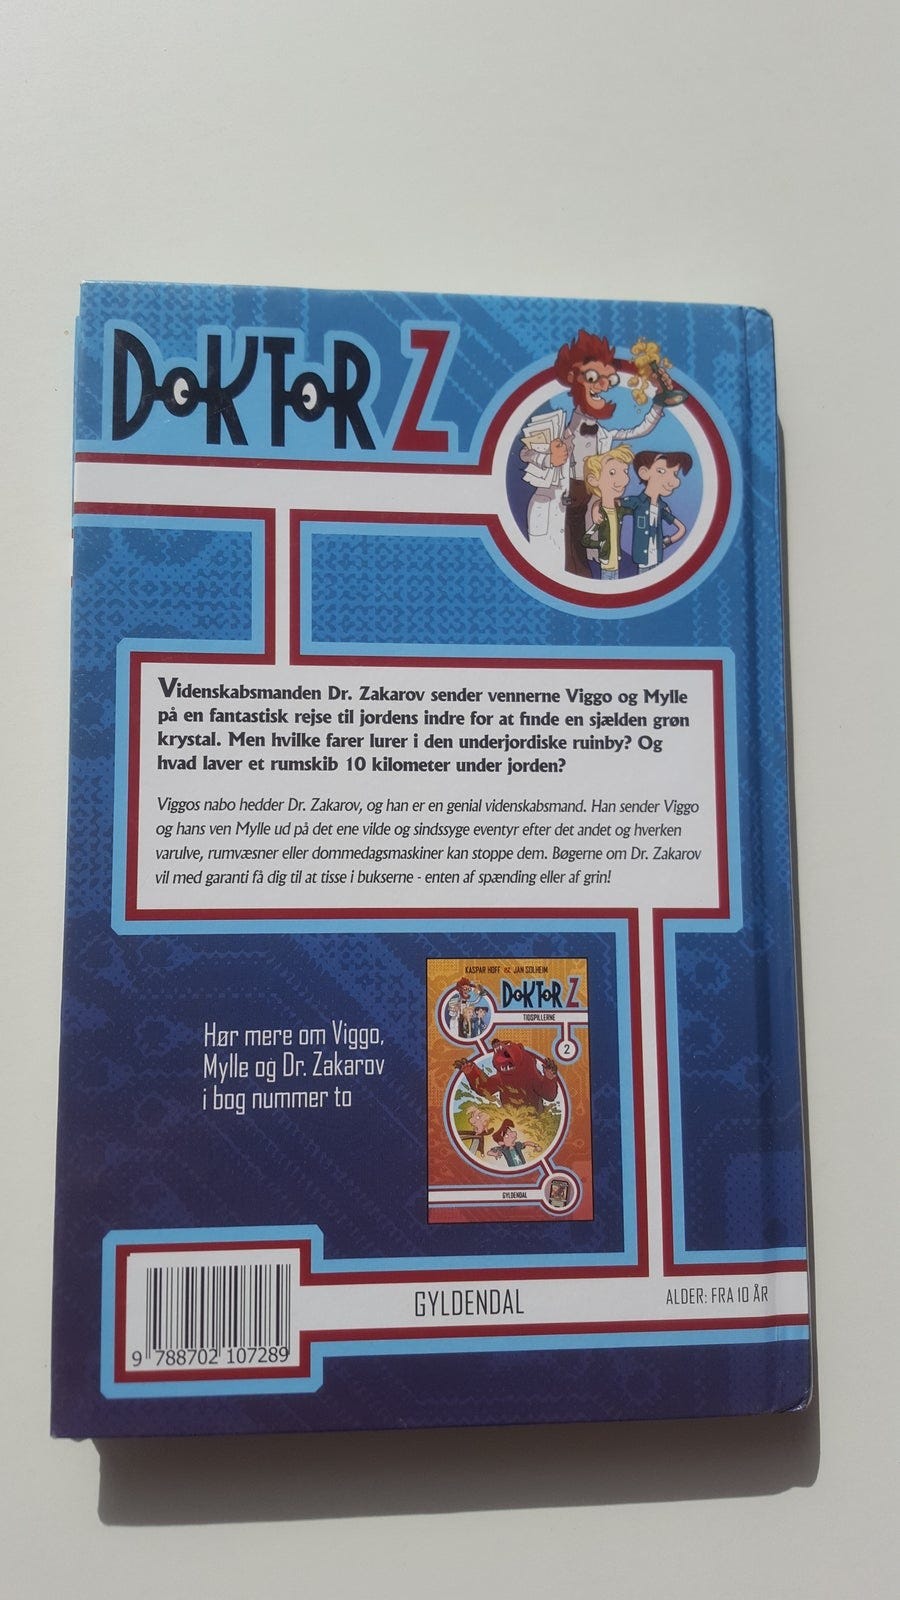 DOKTOR Z
Videnskabsmanden Dr. Zakarov sender vennerne Viggo og Mylle
på en fantastisk rejse til jordens indre for at finde en sjælden grøn
krystal. Men hvilke farer lurer i den underjordiske ruinby? Og
hvad laver et rumskib 10 kilometer under jorden?
Viggos nabo hedder Dr. Zakarov, og han er en genial videnskabsmand. Han sender Viggo
og hans ven Mylle ud på det ene vilde og sindssyge eventyr efter det andet og hverken
varulve, rumvæsner eller dommedagsmaskiner kan stoppe dem. Bøgerne om Dr. Zakarov
vil med garanti få dig til at tisse i bukserne - enten af spænding eller af grin!
Hør mere om Viggo,
Mylle og Dr. Zakarov
i bog nummer to
KASPAR HOFF ILL. JAN SOLHEIM
DOKTOR Z
TIDSPILLERNE
2
GYLDENDAL
9 788702 107289
GYLDENDAL
ALDER: FRA 10 ÅR